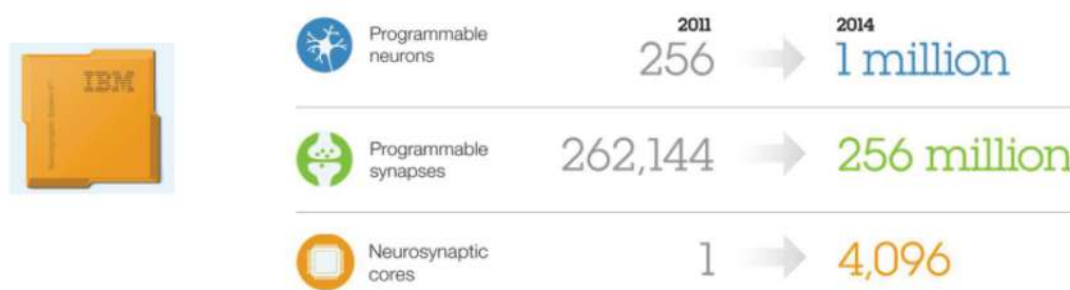 IBM
2011
2014
Programmable
neurons
256
1 million
Programmable
synapses
262,144
256 million
Neurosynaptic
cores
1
4,096